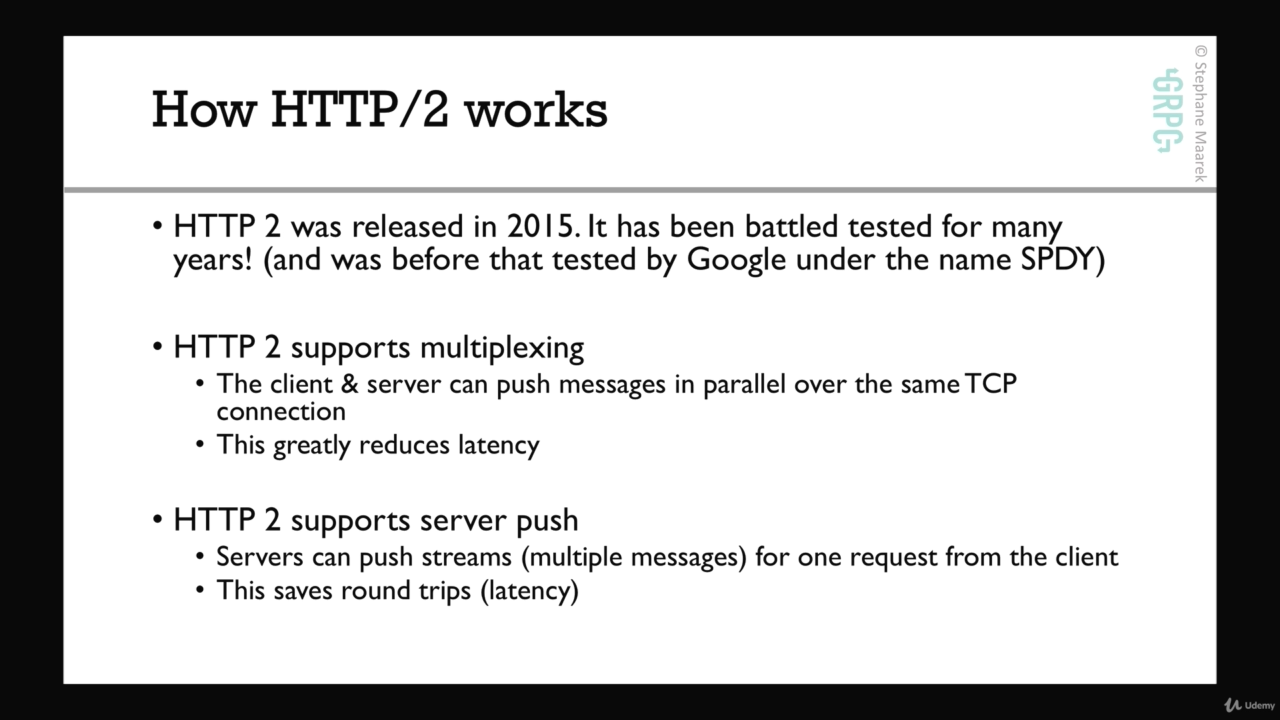 How HTTP/2 works
GRPC
© Stephane Maarek
• HTTP 2 was released in 2015. It has been battled tested for many
years! (and was before that tested by Google under the name SPDY)
• HTTP 2 supports multiplexing
• The client & server can push messages in parallel over the same TCP
connection
• This greatly reduces latency
• HTTP 2 supports server push
• Servers can push streams (multiple messages) for one request from the client
• This saves round trips (latency)
Udemy